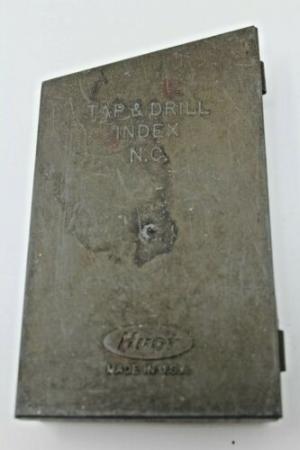 TAP & DRILL
INDEX
N.C.
Huot
MADE IN U.S.A.